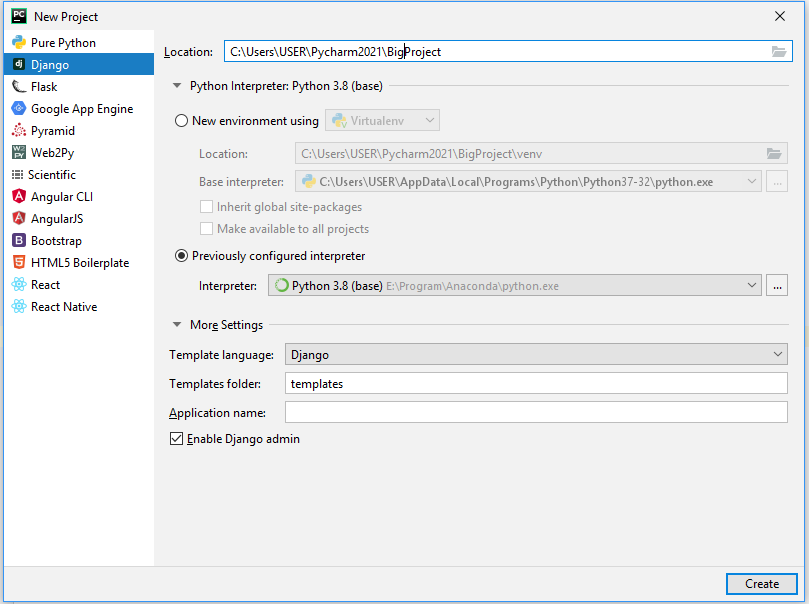 New Project
Pure Python
Django
Flask
Google App Engine
Pyramid
Web2Py
Scientific
Angular CLI
AngularJS
Bootstrap
HTML5 Boilerplate
React
React Native
Location: C:\Users\USER\Pycharm2021\BigProject
Python Interpreter: Python 3.8 (base)
New environment using Virtualenv
Location: C:\Users\USER\Pycharm2021\BigProject\venv
Base interpreter: C:\Users\USER\AppData\Local\Programs\Python\Python37-32\python.exe ...
Inherit global site-packages
Make available to all projects
Previously configured interpreter
Interpreter: Python 3.8 (base) E:\Program\Anaconda\python.exe ...
More Settings
Template language: Django
Templates folder: templates
Application name:
Enable Django admin
Create